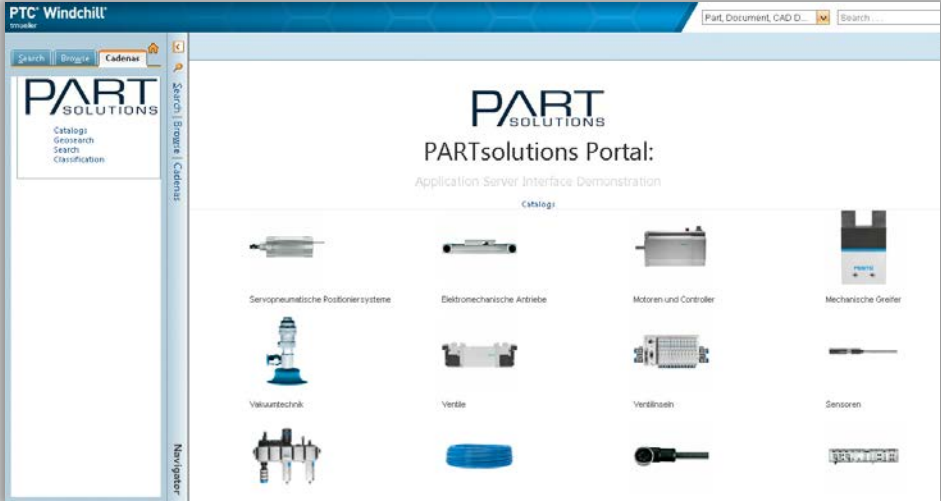 PTC® Windchill®
tmueller
Part, Document, CAD D...
Search . . .
Search
Browse
Cadenas
PART
SOLUTIONS
Catalogs
Geosearch
Search
Classification
Search | Browse | Cadenas
Navigator
PART
SOLUTIONS
PARTsolutions Portal:
Application Server Interface Demonstration
Catalogs
FESTO
Servopneumatische Positioniersysteme
Elektromechanische Antriebe
Motoren und Controller
Mechanische Greifer
Vakuumtechnik
Ventile
Ventilinseln
Sensoren